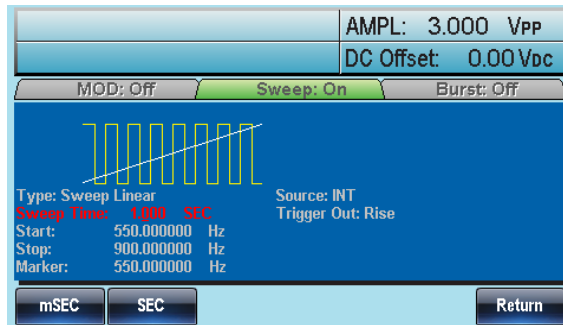 AMPL: 3.000 VPP
DC Offset: 0.00 VDC
MOD: Off Sweep: On Burst: Off
Type: Sweep Linear Source: INT
Sweep Time: 1.000 SEC Trigger Out: Rise
Start: 550.000000 Hz
Stop: 900.000000 Hz
Marker: 550.000000 Hz
mSEC SEC Return